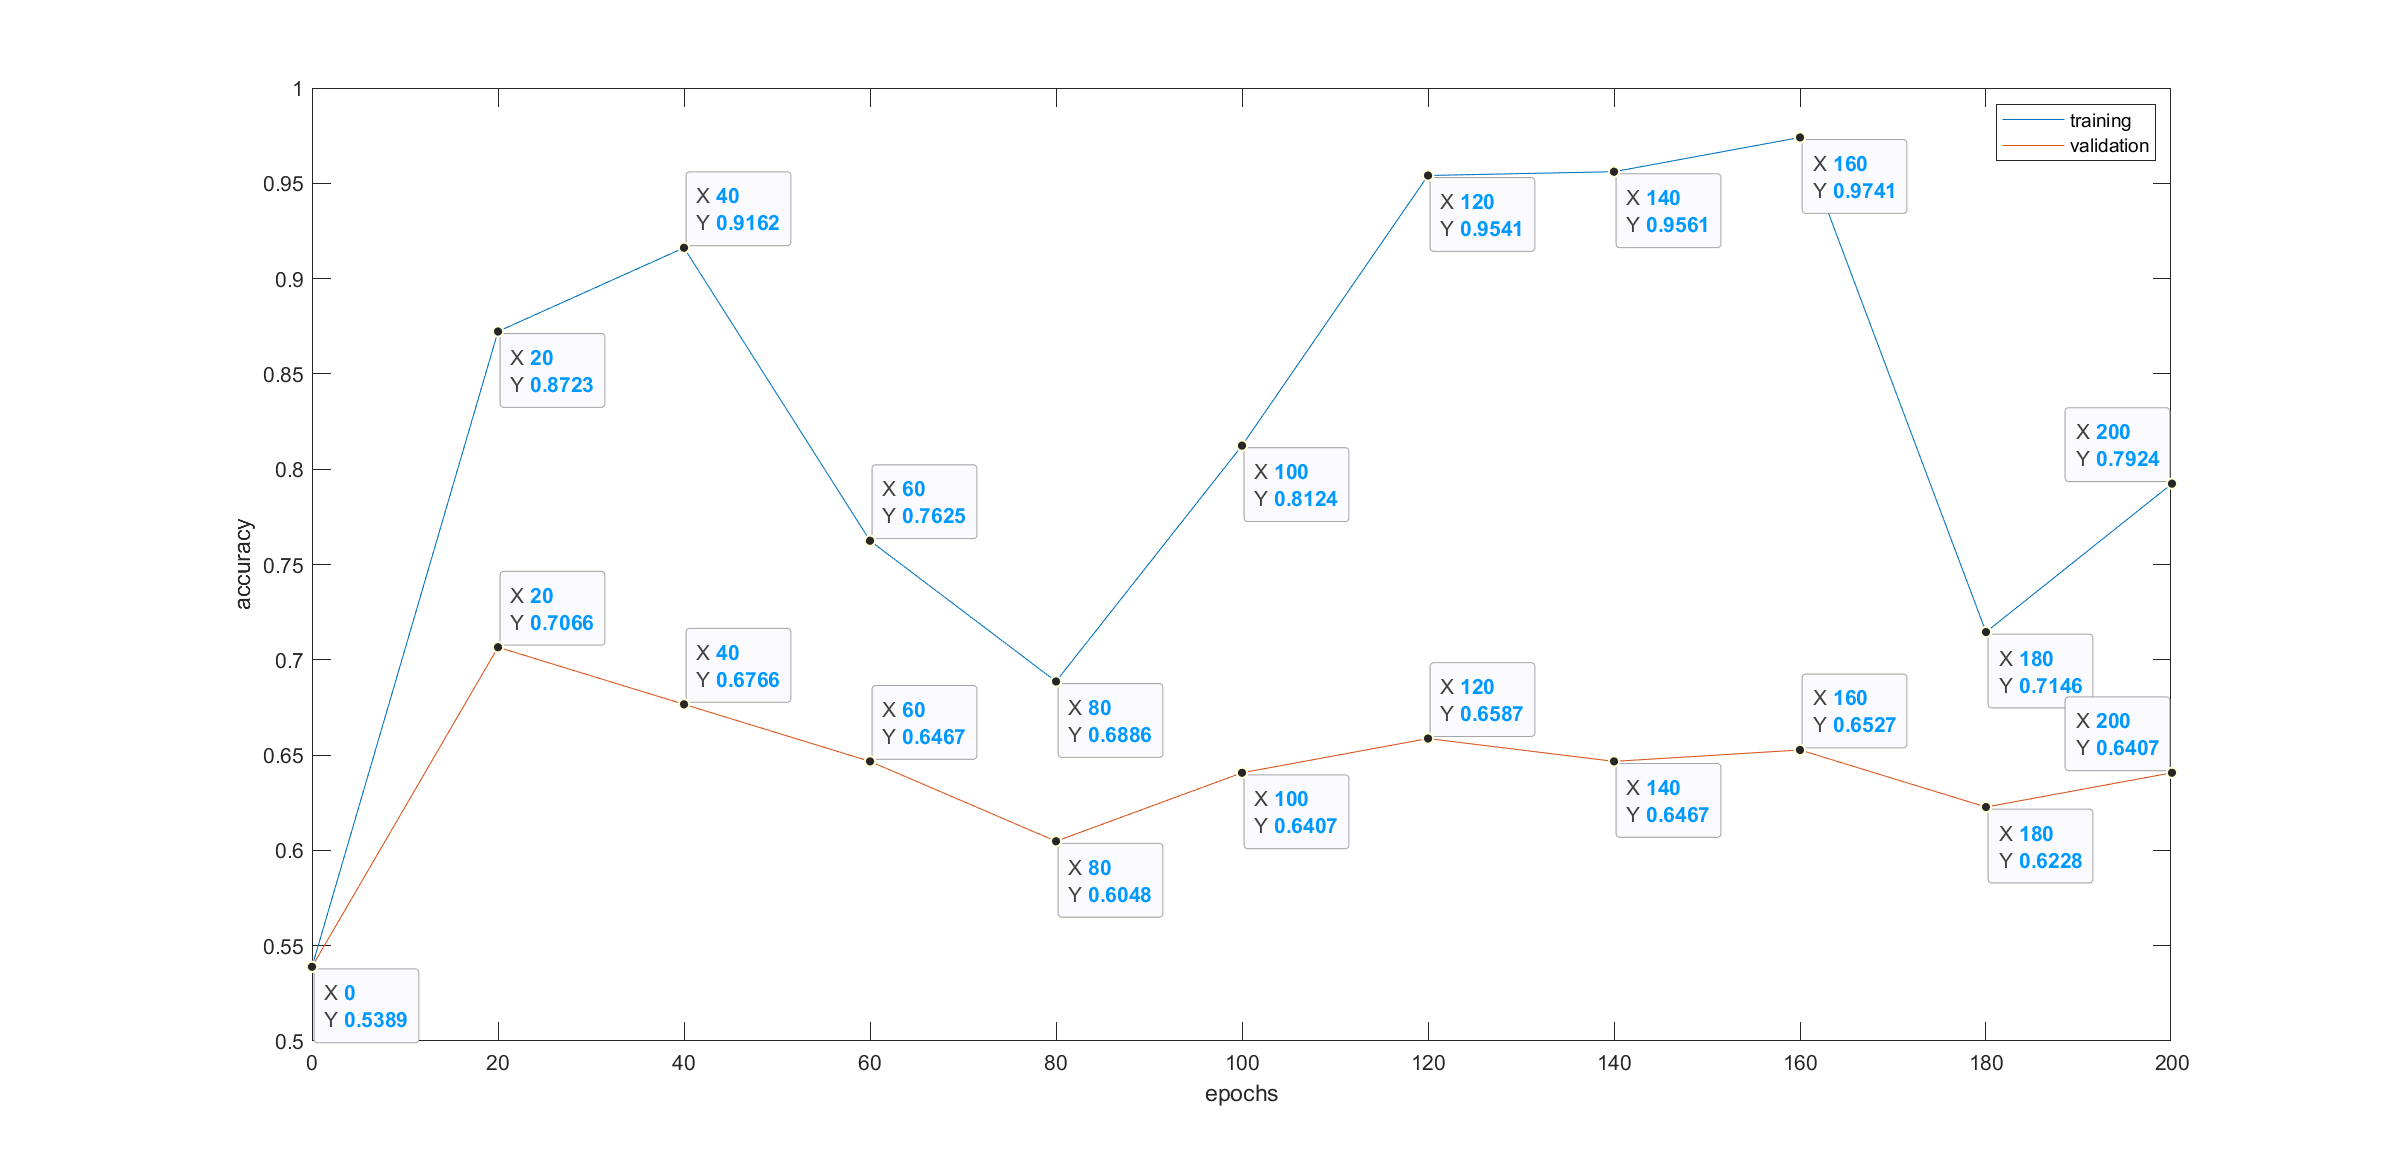 1
0.95
0.9
0.85
0.8
0.75
0.7
0.65
0.6
0.55
0.5
accuracy
training
validation
X 160
Y 0.9741
X 40
Y 0.9162
X 120
Y 0.9541
X 140
Y 0.9561
X 20
Y 0.8723
X 200
Y 0.7924
X 100
Y 0.8124
X 60
Y 0.7625
X 20
Y 0.7066
X 40
Y 0.6766
X 180
Y 0.7146
X 60
Y 0.6467
X 80
Y 0.6886
X 120
Y 0.6587
X 160
Y 0.6527
X 200
Y 0.6407
X 100
Y 0.6407
X 140
Y 0.6467
X 180
Y 0.6228
X 80
Y 0.6048
X 0
Y 0.5389
0 20 40 60 80 100 120 140 160 180 200
epochs